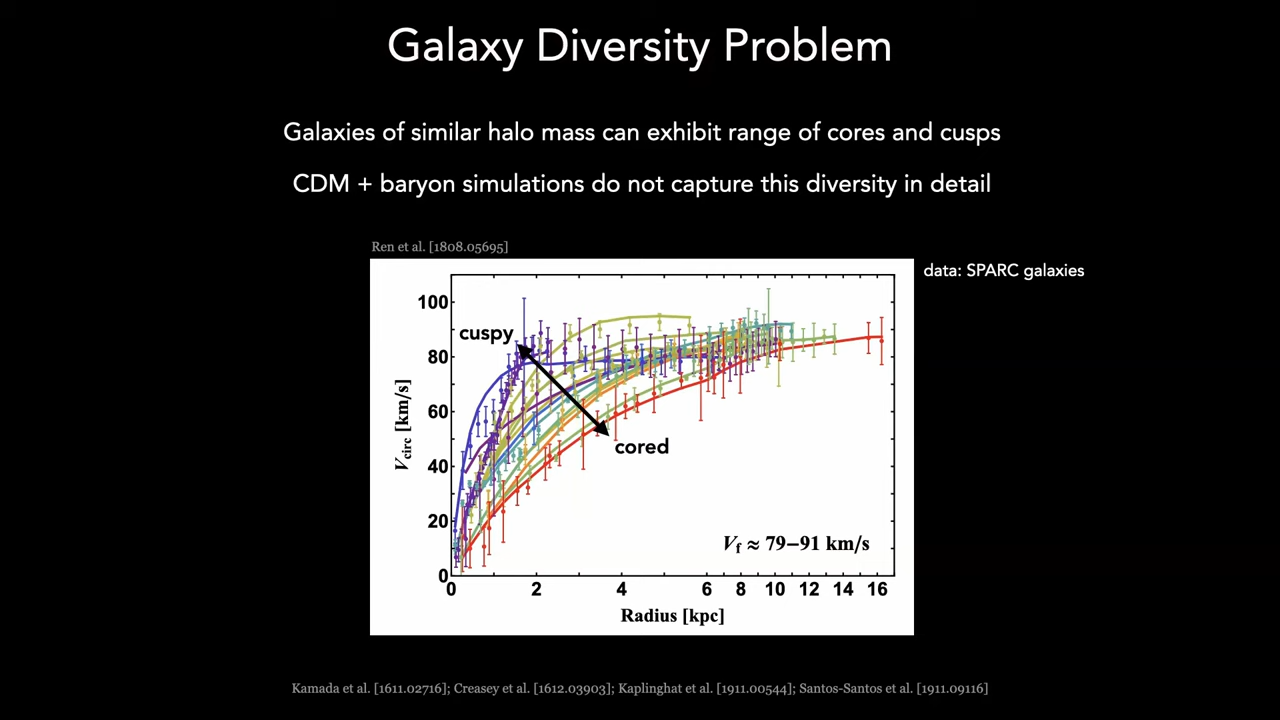 Galaxy Diversity Problem
Galaxies of similar halo mass can exhibit range of cores and cusps
CDM + baryon simulations do not capture this diversity in detail
Ren et al. [1808.05695]
data: SPARC galaxies
100
80
60
40
20
0
V_circ [km/s]
cuspy
cored
V_f ≈ 79–91 km/s
0 2 4 6 8 10 12 14 16
Radius [kpc]
Kamada et al. [1611.02716]; Creasey et al. [1612.03903]; Kaplinghat et al. [1911.00544]; Santos-Santos et al. [1911.09116]